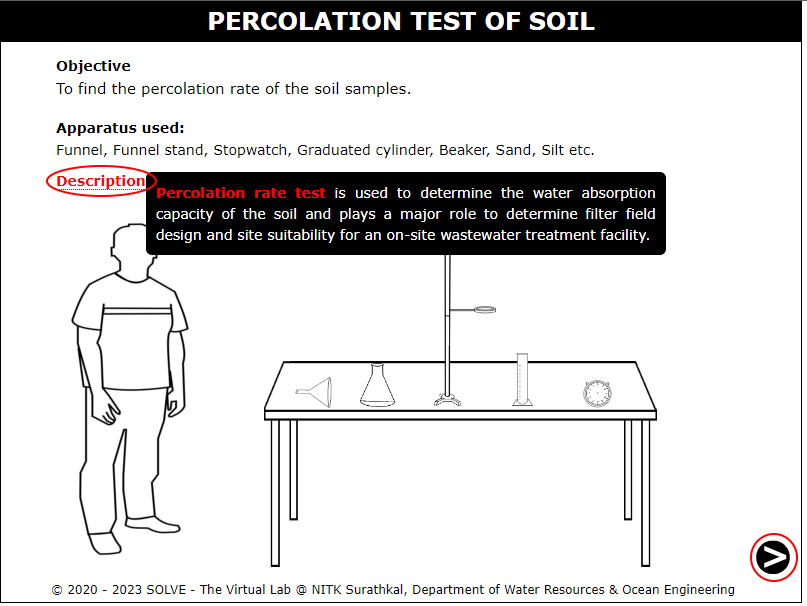 PERCOLATION TEST OF SOIL
Objective
To find the percolation rate of the soil samples.
Apparatus used:
Funnel, Funnel stand, Stopwatch, Graduated cylinder, Beaker, Sand, Silt etc.
Description
Percolation rate test is used to determine the water absorption
capacity of the soil and plays a major role to determine filter field
design and site suitability for an on-site wastewater treatment facility.
© 2020 - 2023 SOLVE - The Virtual Lab @ NITK Surathkal, Department of Water Resources & Ocean Engineering